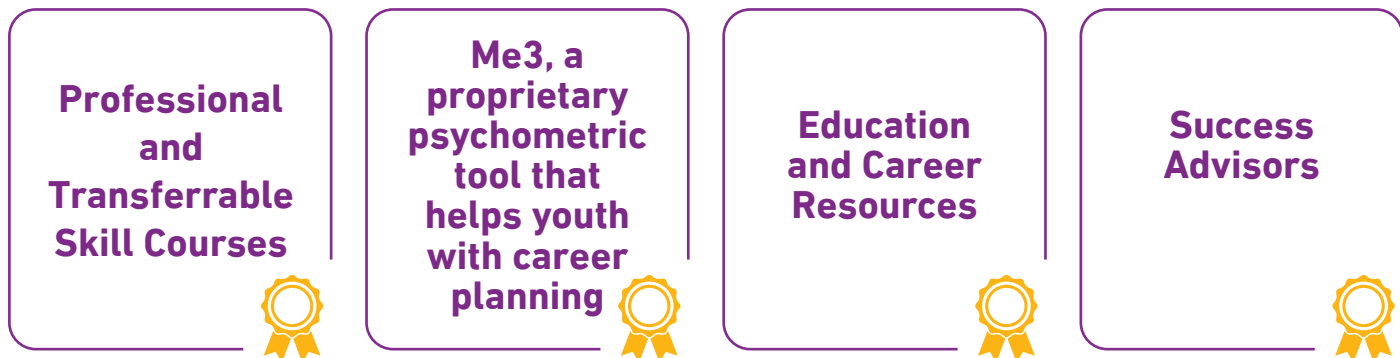 Professional
and
Transferrable
Skill Courses
Me3, a
proprietary
psychometric
tool that
helps youth
with career
planning
Education
and Career
Resources
Success
Advisors